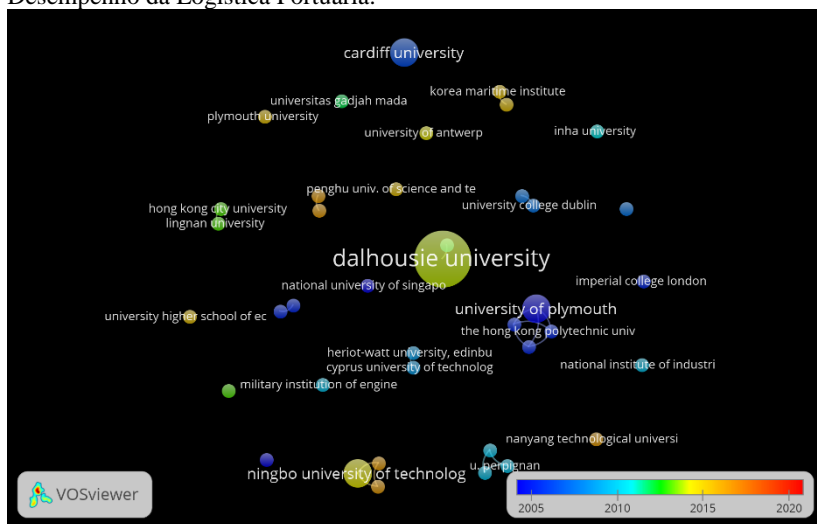 Desempenho da Logística Portuária.
cardiff university
korea maritime institute
universitas gadjah mada
plymouth university
university of antwerp
inha university
penghu univ. of science and te
hong kong city university
university college dublin
lingnan university
dalhousie university
national university of singapo
imperial college london
university of plymouth
university higher school of ec
the hong kong polytechnic univ
heriot-watt university, edinbu
cyprus university of technolog
national institute of industri
military institution of engine
nanyang technological universi
u. perpignan
ningbo university of technolog
VOSviewer
2005 2010 2015 2020